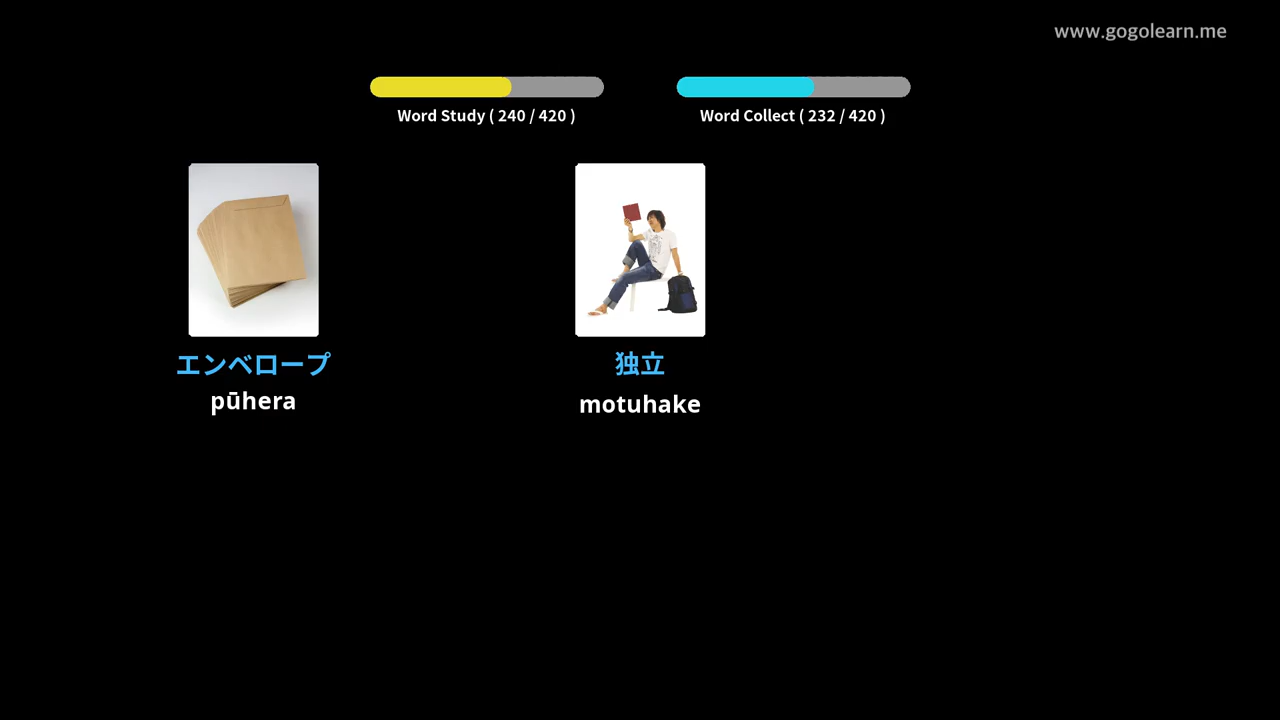 www.gogolearn.me
Word Study ( 240 / 420 )
Word Collect ( 232 / 420 )
エンベロープ
pūhera
独立
motuhake